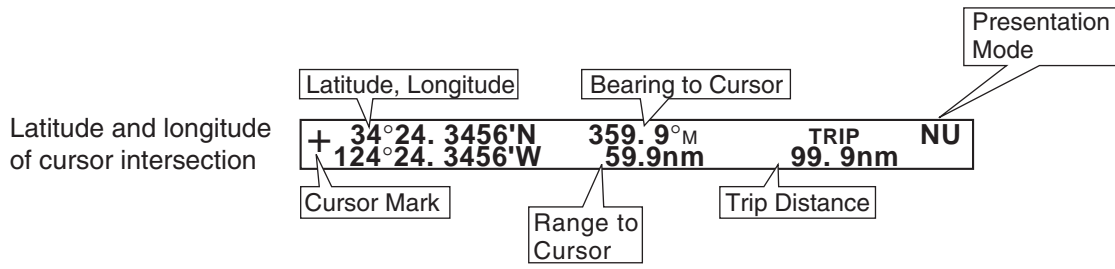 Presentation
Mode
Latitude, Longitude
Bearing to Cursor
Latitude and longitude
of cursor intersection
+ 34°24. 3456'N 359. 9°M TRIP NU
124°24. 3456'W 59.9nm 99. 9nm
Cursor Mark
Range to
Cursor
Trip Distance